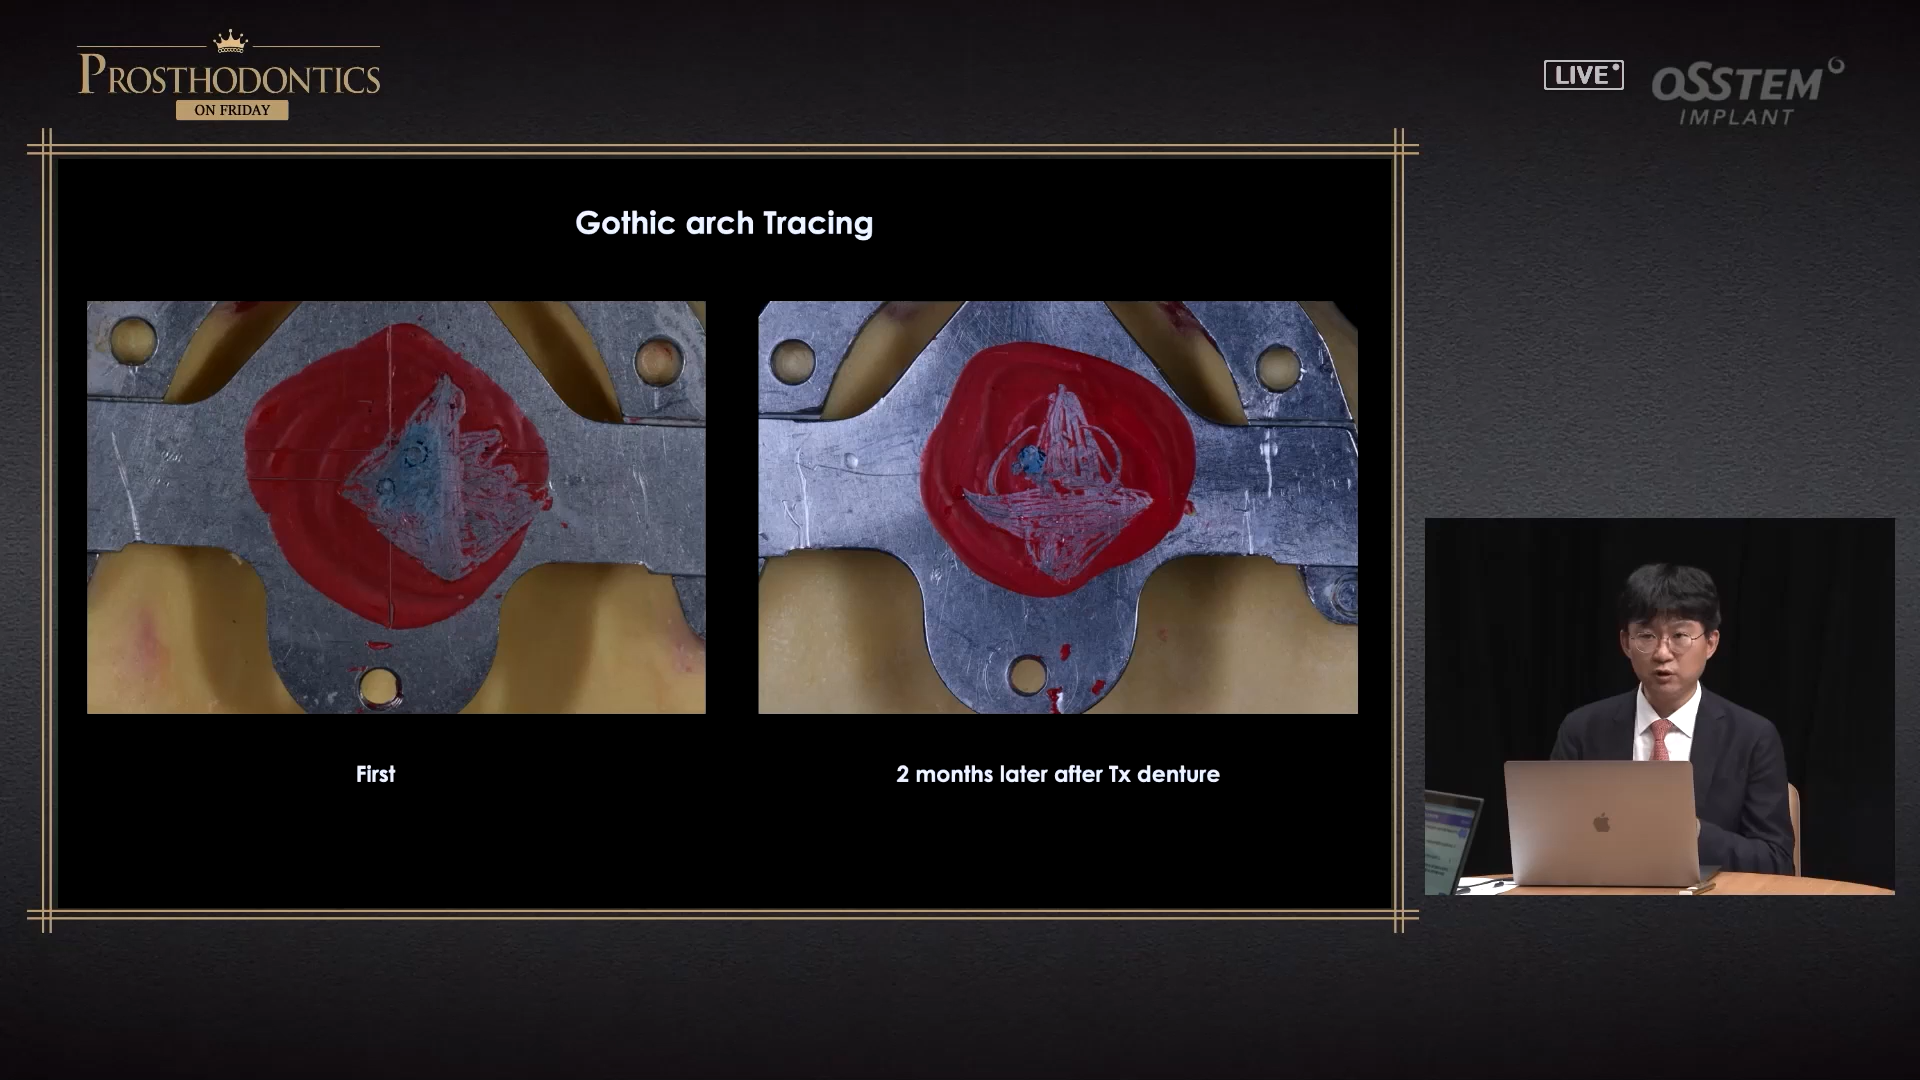 PROSTHODONTICS
ON FRIDAY
LIVE
OSSTEM
IMPLANT
Gothic arch Tracing
First
2 months later after Tx denture